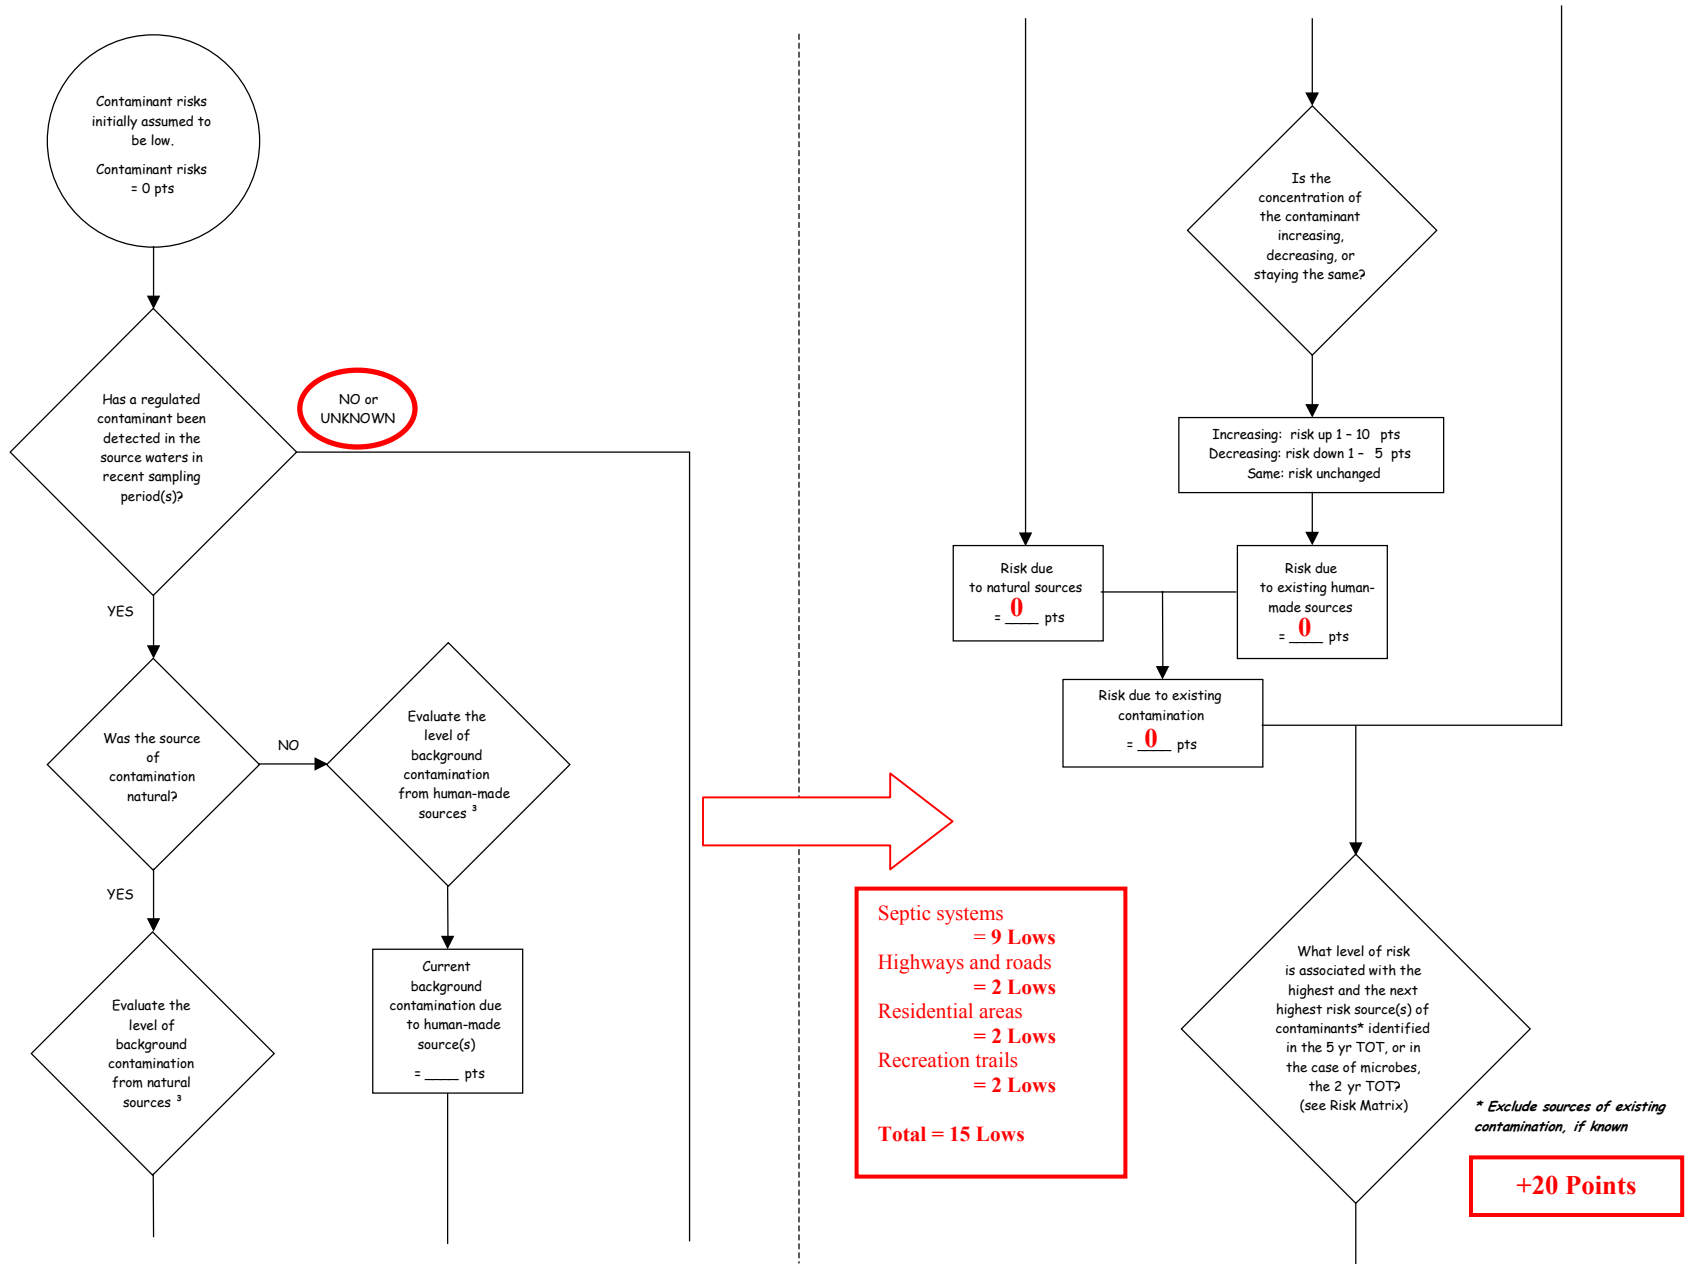 Contaminant risks
initially assumed to
be low.
Contaminant risks
= 0 pts
Has a regulated
contaminant been
detected in the
source waters in
recent sampling
period(s)?
NO or
UNKNOWN
YES
Was the source
of
contamination
natural?
NO
Evaluate the
level of
background
contamination
from human-made
sources ³
YES
Evaluate the
level of
background
contamination
from natural
sources ³
Current
background
contamination due
to human-made
source(s)
= ____ pts
Is the
concentration of
the contaminant
increasing,
decreasing, or
staying the same?
Increasing: risk up 1 – 10 pts
Decreasing: risk down 1 – 5 pts
Same: risk unchanged
Risk due
to natural sources
= 0 pts
Risk due
to existing human-
made sources
= 0 pts
Risk due to existing
contamination
= 0 pts
Septic systems
= 9 Lows
Highways and roads
= 2 Lows
Residential areas
= 2 Lows
Recreation trails
= 2 Lows
Total = 15 Lows
What level of risk
is associated with the
highest and the next
highest risk source(s) of
contaminants* identified
in the 5 yr TOT, or in
the case of microbes,
the 2 yr TOT?
(see Risk Matrix)
* Exclude sources of existing
contamination, if known
+20 Points